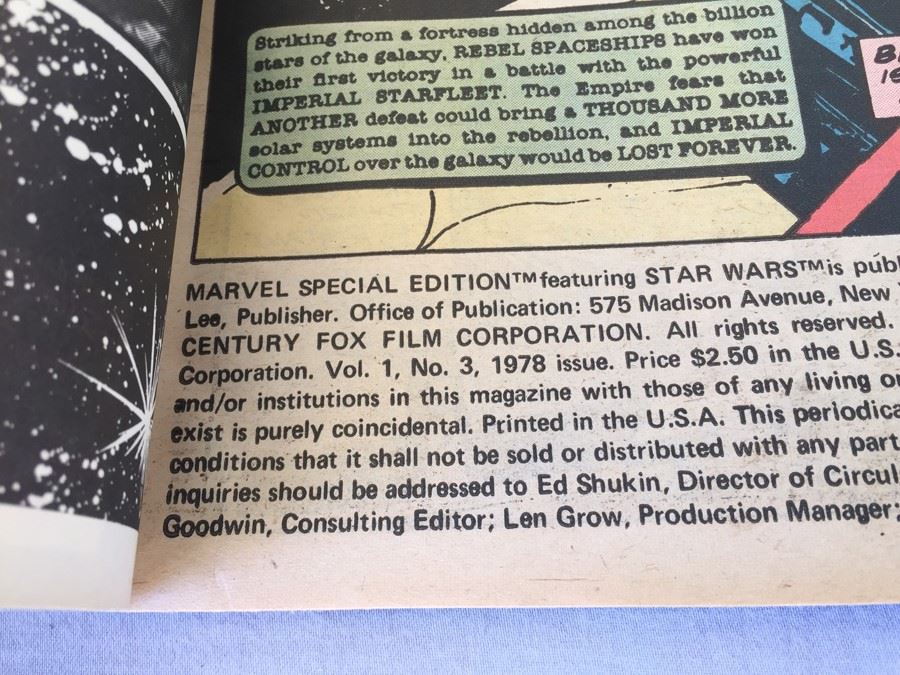 Striking from a fortress hidden among the billion
stars of the galaxy, REBEL SPACESHIPS have won
their first victory in a battle with the powerful
IMPERIAL STARFLEET. The Empire fears that
ANOTHER defeat could bring a THOUSAND MORE
solar systems into the rebellion, and IMPERIAL
CONTROL over the galaxy would be LOST FOREVER.
MARVEL SPECIAL EDITION™ featuring STAR WARS™ is publ
Lee, Publisher. Office of Publication: 575 Madison Avenue, New
CENTURY FOX FILM CORPORATION. All rights reserved.
Corporation. Vol. 1, No. 3, 1978 issue. Price $2.50 in the U.S.
and/or institutions in this magazine with those of any living o
exist is purely coincidental. Printed in the U.S.A. This periodica
conditions that it shall not be sold or distributed with any part
inquiries should be addressed to Ed Shukin, Director of Circul
Goodwin, Consulting Editor; Len Grow, Production Manager;